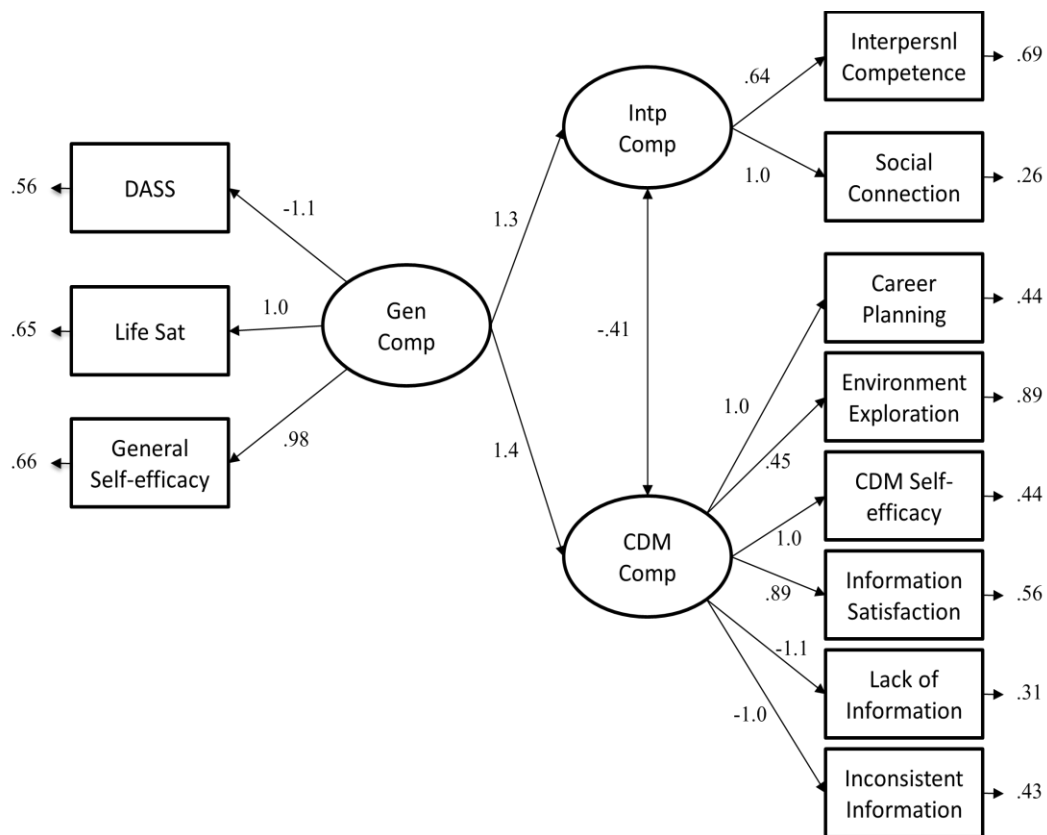 Interpersnl
Competence
.69
.64
Intp
Comp
Social
Connection
.26
1.0
DASS
.56
-1.1
1.3
Career
Planning
.44
Gen
Comp
Life Sat
.65
1.0
-.41
Environment
Exploration
.89
1.0
.45
General
Self-efficacy
.66
.98
1.4
CDM Self-
efficacy
.44
1.0
CDM
Comp
Information
Satisfaction
.56
.89
Lack of
Information
.31
-1.1
-1.0
Inconsistent
Information
.43